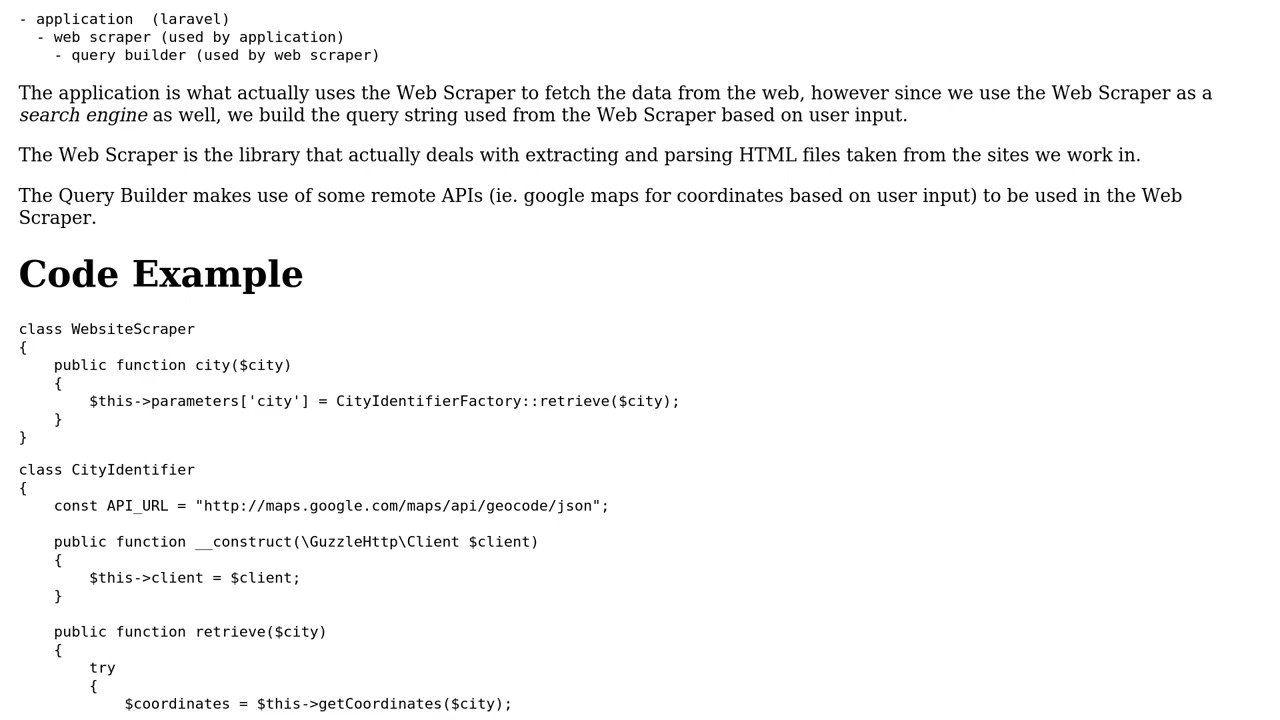 - application  (laravel)
  - web scraper (used by application)
    - query builder (used by web scraper)
The application is what actually uses the Web Scraper to fetch the data from the web, however since we use the Web Scraper as a
search engine as well, we build the query string used from the Web Scraper based on user input.
The Web Scraper is the library that actually deals with extracting and parsing HTML files taken from the sites we work in.
The Query Builder makes use of some remote APIs (ie. google maps for coordinates based on user input) to be used in the Web
Scraper.
Code Example
class WebsiteScraper
{
    public function city($city)
    {
        $this->parameters['city'] = CityIdentifierFactory::retrieve($city);
    }
}
class CityIdentifier
{
    const API_URL = "http://maps.google.com/maps/api/geocode/json";

    public function __construct(\GuzzleHttp\Client $client)
    {
        $this->client = $client;
    }

    public function retrieve($city)
    {
        try
        {
            $coordinates = $this->getCoordinates($city);